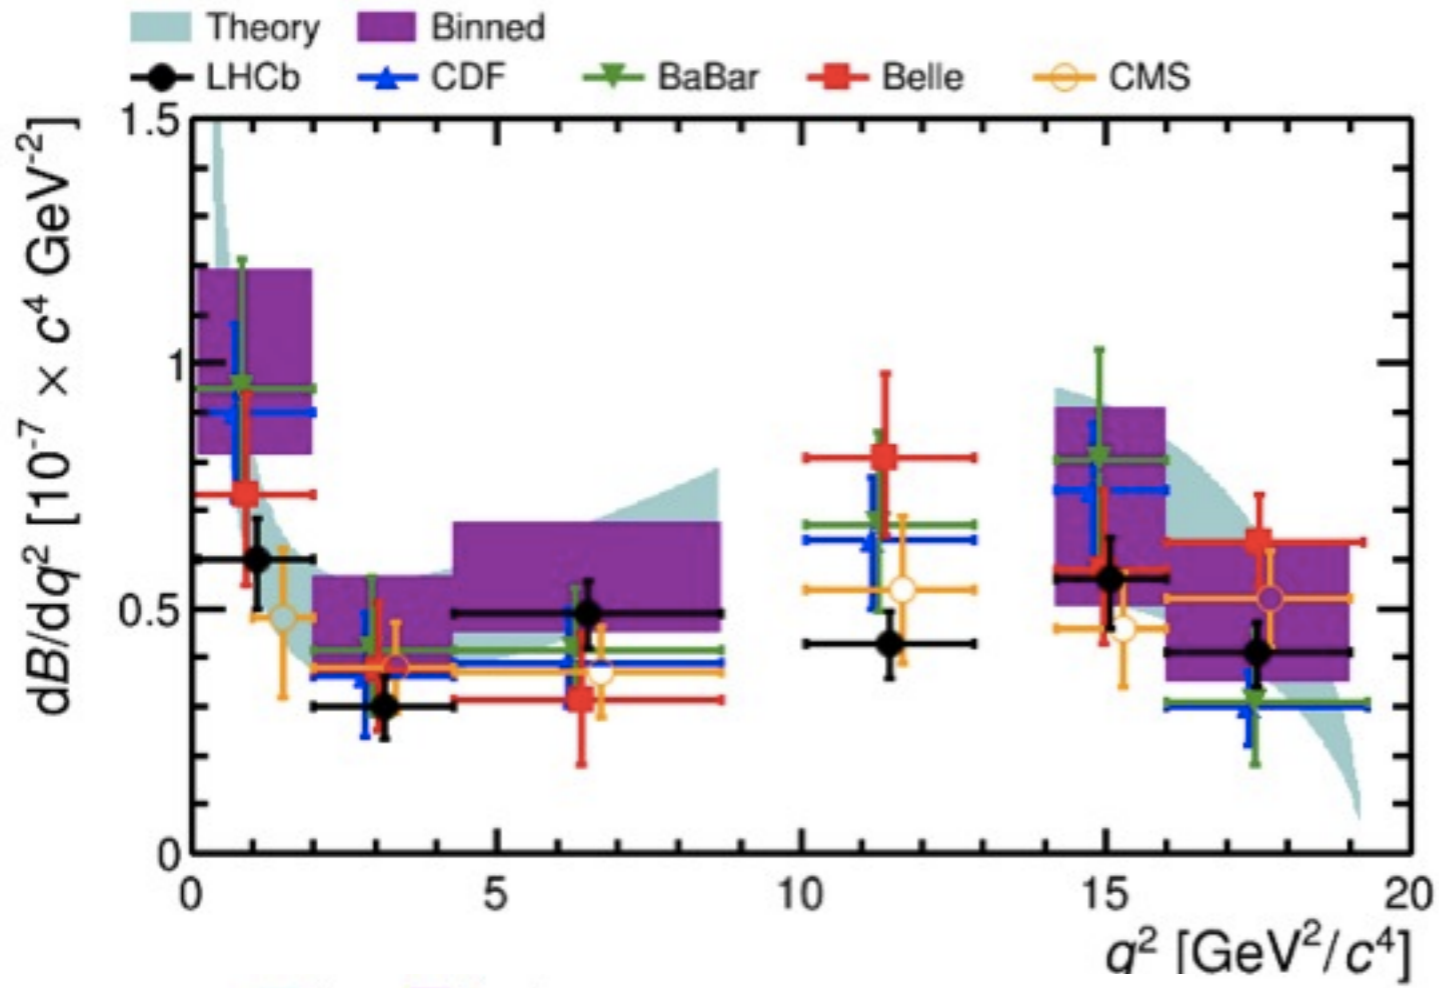 Theory Binned
LHCb CDF BaBar Belle CMS
dB/dq² [10⁻⁷ × c⁴ GeV⁻²]
1.5
1
0.5
0
0 5 10 15 20
q² [GeV²/c⁴]